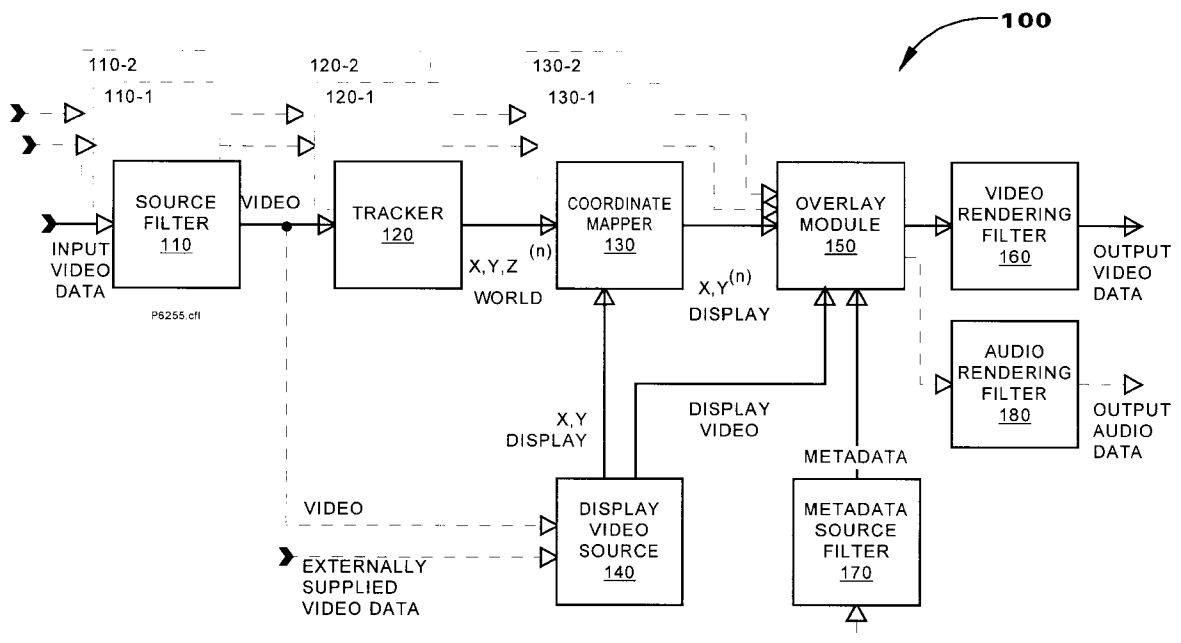 100
110-2
120-2
130-2
110-1
120-1
130-1
SOURCE
FILTER
110
VIDEO
TRACKER
120
COORDINATE
MAPPER
130
OVERLAY
MODULE
150
VIDEO
RENDERING
FILTER
160
INPUT
VIDEO
DATA
X,Y,Z (n)
WORLD
X,Y(n)
DISPLAY
OUTPUT
VIDEO
DATA
P6255.cfl
AUDIO
RENDERING
FILTER
180
X,Y
DISPLAY
DISPLAY
VIDEO
OUTPUT
AUDIO
DATA
METADATA
VIDEO
DISPLAY
VIDEO
SOURCE
140
METADATA
SOURCE
FILTER
170
EXTERNALLY
SUPPLIED
VIDEO DATA